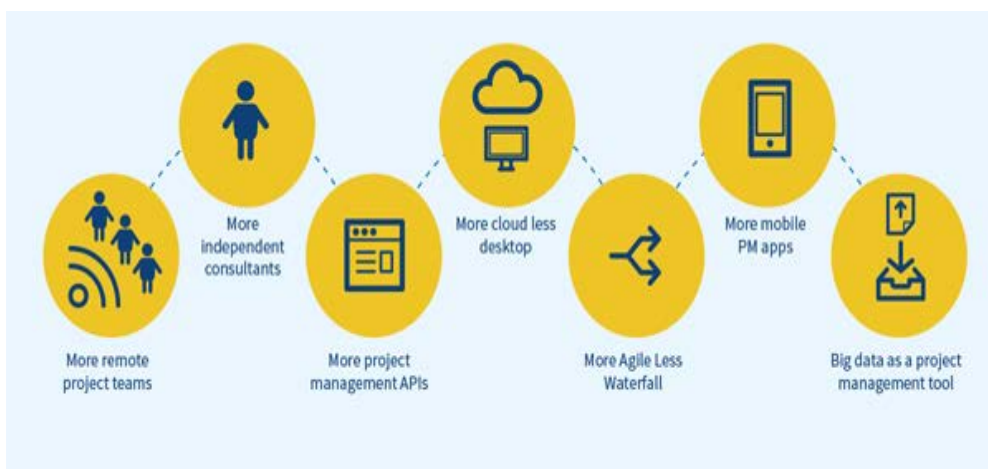 More remote
project teams
More
independent
consultants
More project
management APIs
More cloud less
desktop
More Agile Less
Waterfall
More mobile
PM apps
Big data as a project
management tool